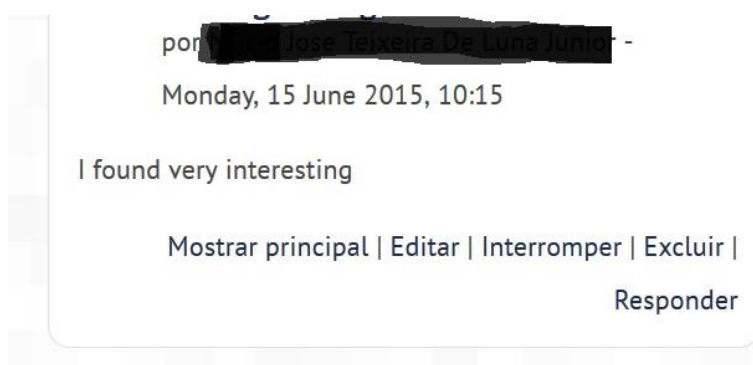 por -
Monday, 15 June 2015, 10:15
I found very interesting
Mostrar principal | Editar | Interromper | Excluir |
Responder